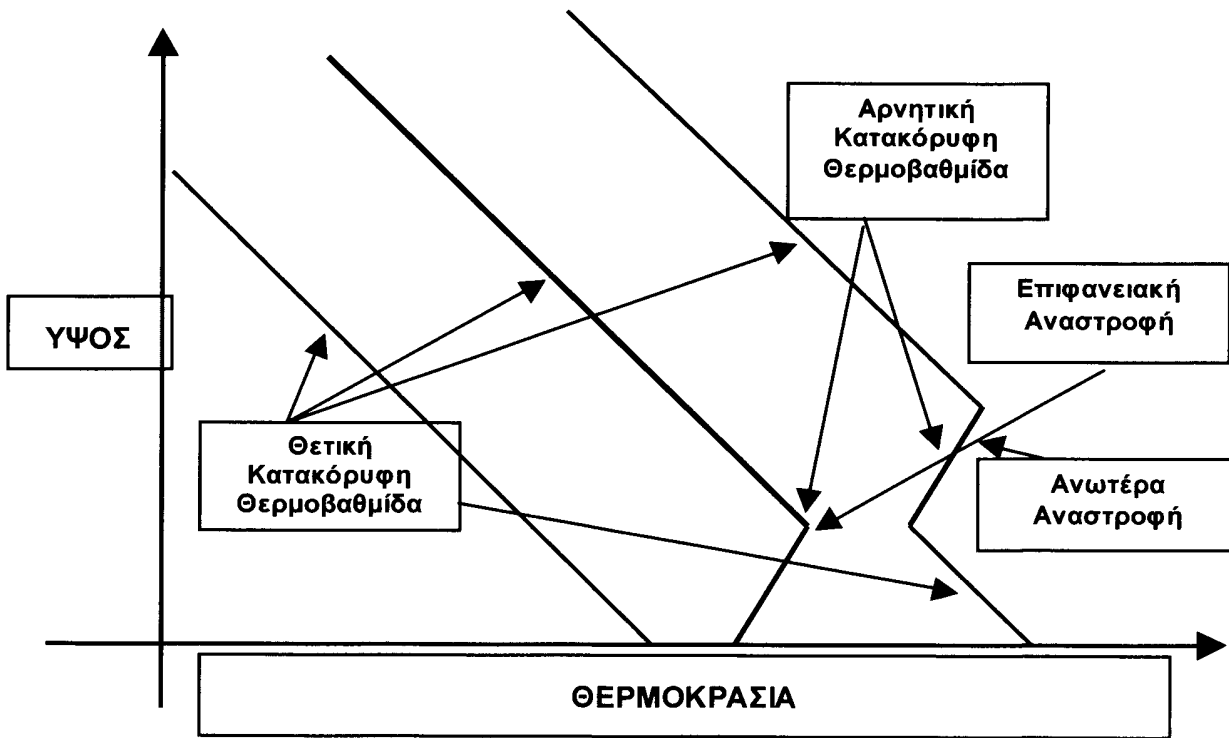 Αρνητική
Κατακόρυφη
Θερμοβαθμίδα
Επιφανειακή
Αναστροφή
ΥΨΟΣ
Θετική
Κατακόρυφη
Θερμοβαθμίδα
Ανωτέρα
Αναστροφή
ΘΕΡΜΟΚΡΑΣΙΑ